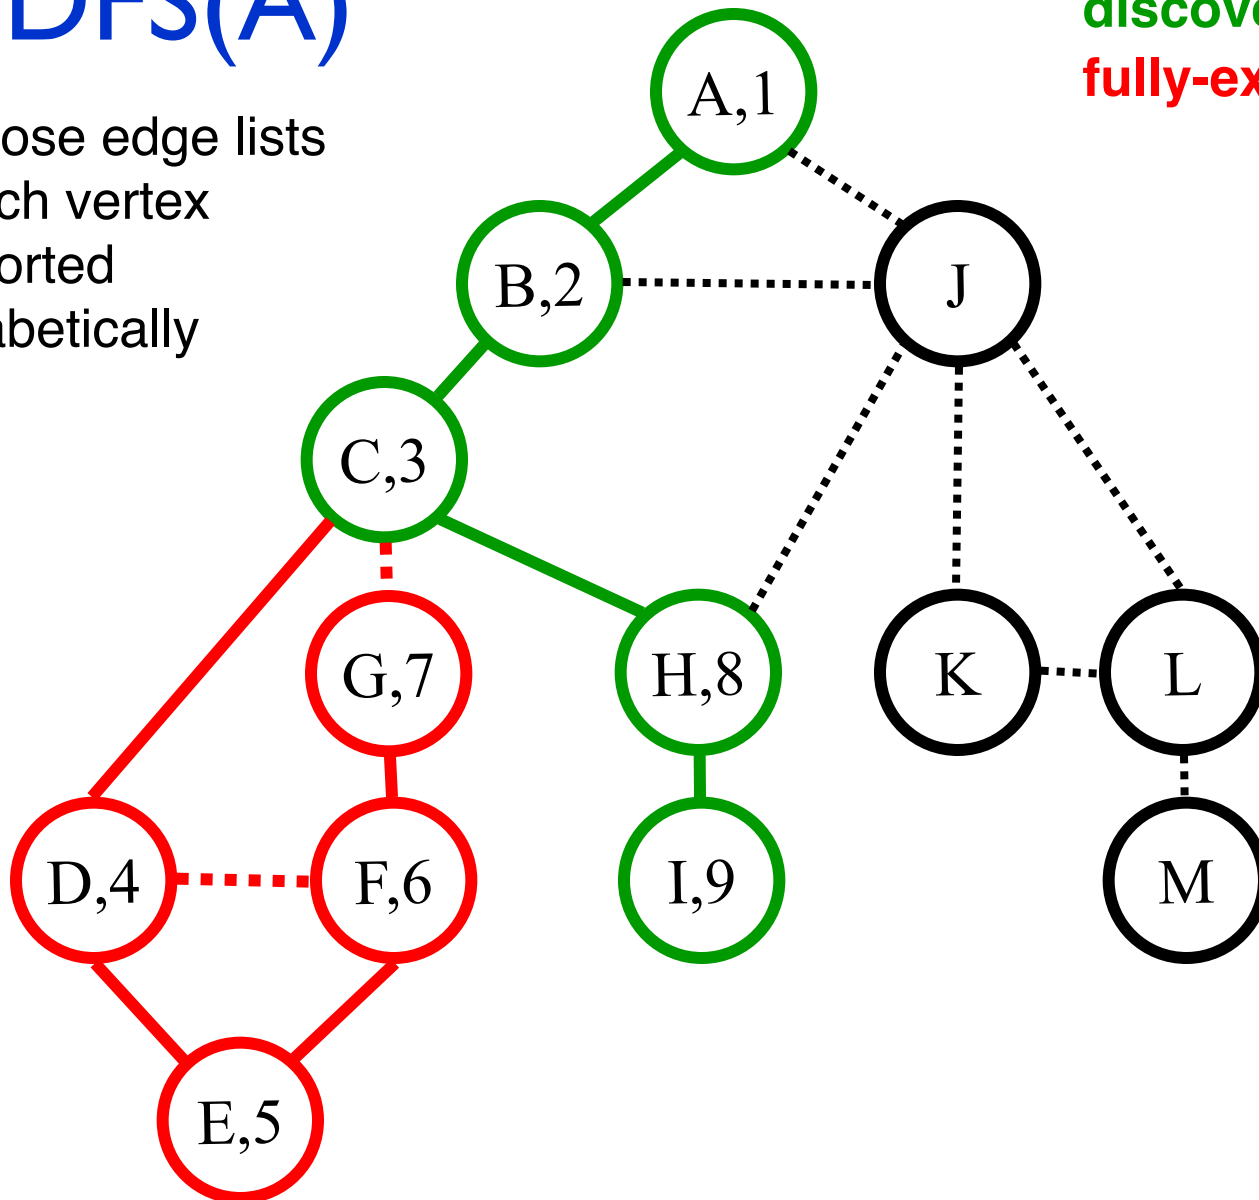 DFS(A)
discove
fully-ex
ose edge lists
ch vertex
orted
abetically
A,1
B,2
J
C,3
G,7
H,8
K
L
D,4
F,6
I,9
M
E,5